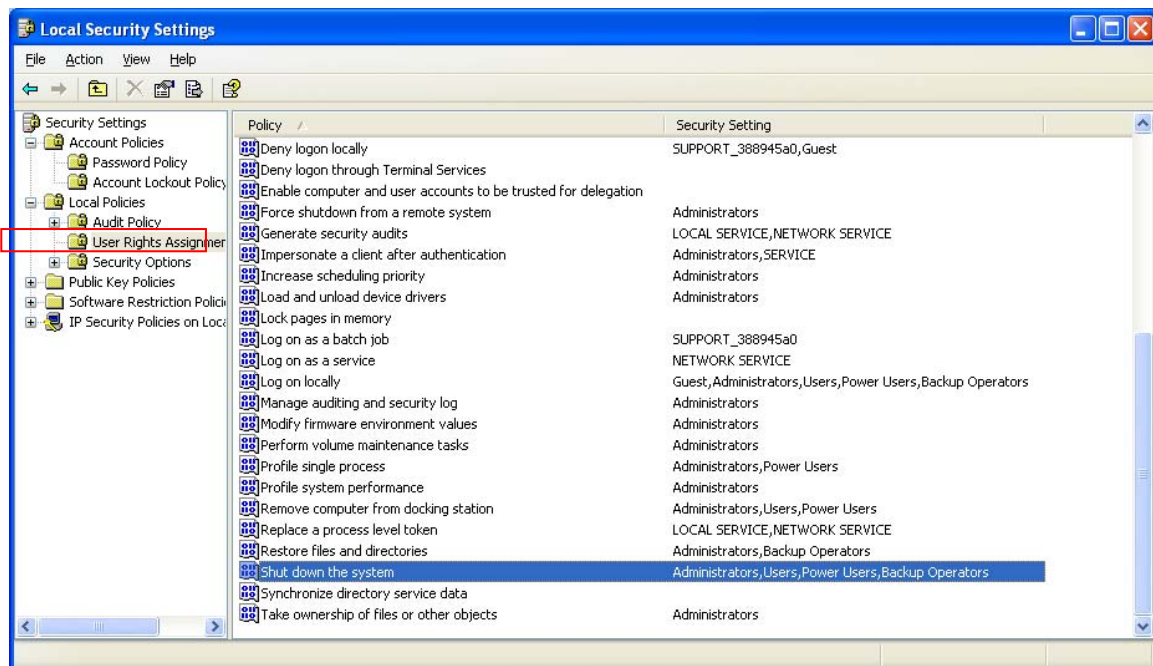 Local Security Settings
File Action View Help
Security Settings
Account Policies
Password Policy
Account Lockout Policy
Local Policies
Audit Policy
User Rights Assignmer
Security Options
Public Key Policies
Software Restriction Polici
IP Security Policies on Loca
Policy Security Setting
Deny logon locally SUPPORT_388945a0,Guest
Deny logon through Terminal Services
Enable computer and user accounts to be trusted for delegation
Force shutdown from a remote system Administrators
Generate security audits LOCAL SERVICE,NETWORK SERVICE
Impersonate a client after authentication Administrators,SERVICE
Increase scheduling priority Administrators
Load and unload device drivers Administrators
Lock pages in memory
Log on as a batch job SUPPORT_388945a0
Log on as a service NETWORK SERVICE
Log on locally Guest,Administrators,Users,Power Users,Backup Operators
Manage auditing and security log Administrators
Modify firmware environment values Administrators
Perform volume maintenance tasks Administrators
Profile single process Administrators,Power Users
Profile system performance Administrators
Remove computer from docking station Administrators,Users,Power Users
Replace a process level token LOCAL SERVICE,NETWORK SERVICE
Restore files and directories Administrators,Backup Operators
Shut down the system Administrators,Users,Power Users,Backup Operators
Synchronize directory service data
Take ownership of files or other objects Administrators